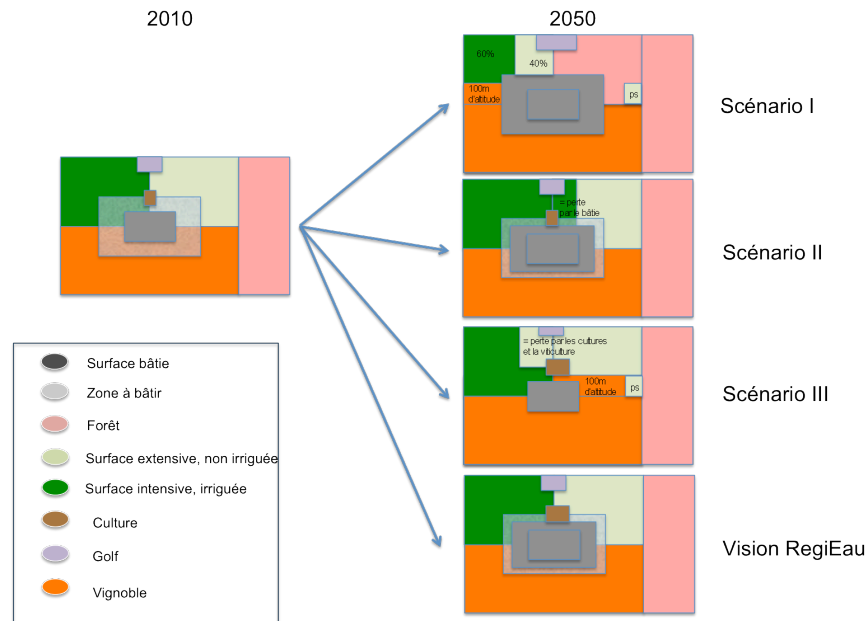 2010
2050
60%
40%
100m
d'altitude
ps
Scénario I
= perte
par le bâtie
Scénario II
= perte par les cultures
et la viticulture
100m
d'altitude
ps
Scénario III
Vision RegiEau
Surface bâtie
Zone à bâtir
Forêt
Surface extensive, non irriguée
Surface intensive, irriguée
Culture
Golf
Vignoble